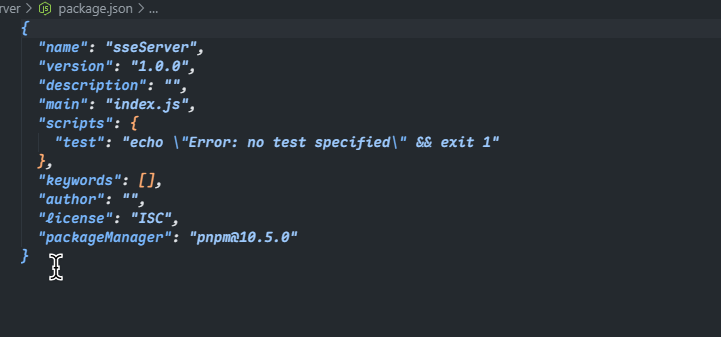 rver > package.json > ...
{
"name": "sseServer",
"version": "1.0.0",
"description": "",
"main": "index.js",
"scripts": {
"test": "echo \"Error: no test specified\" && exit 1"
},
"keywords": [],
"author": "",
"license": "ISC",
"packageManager": "pnpm@10.5.0"
}